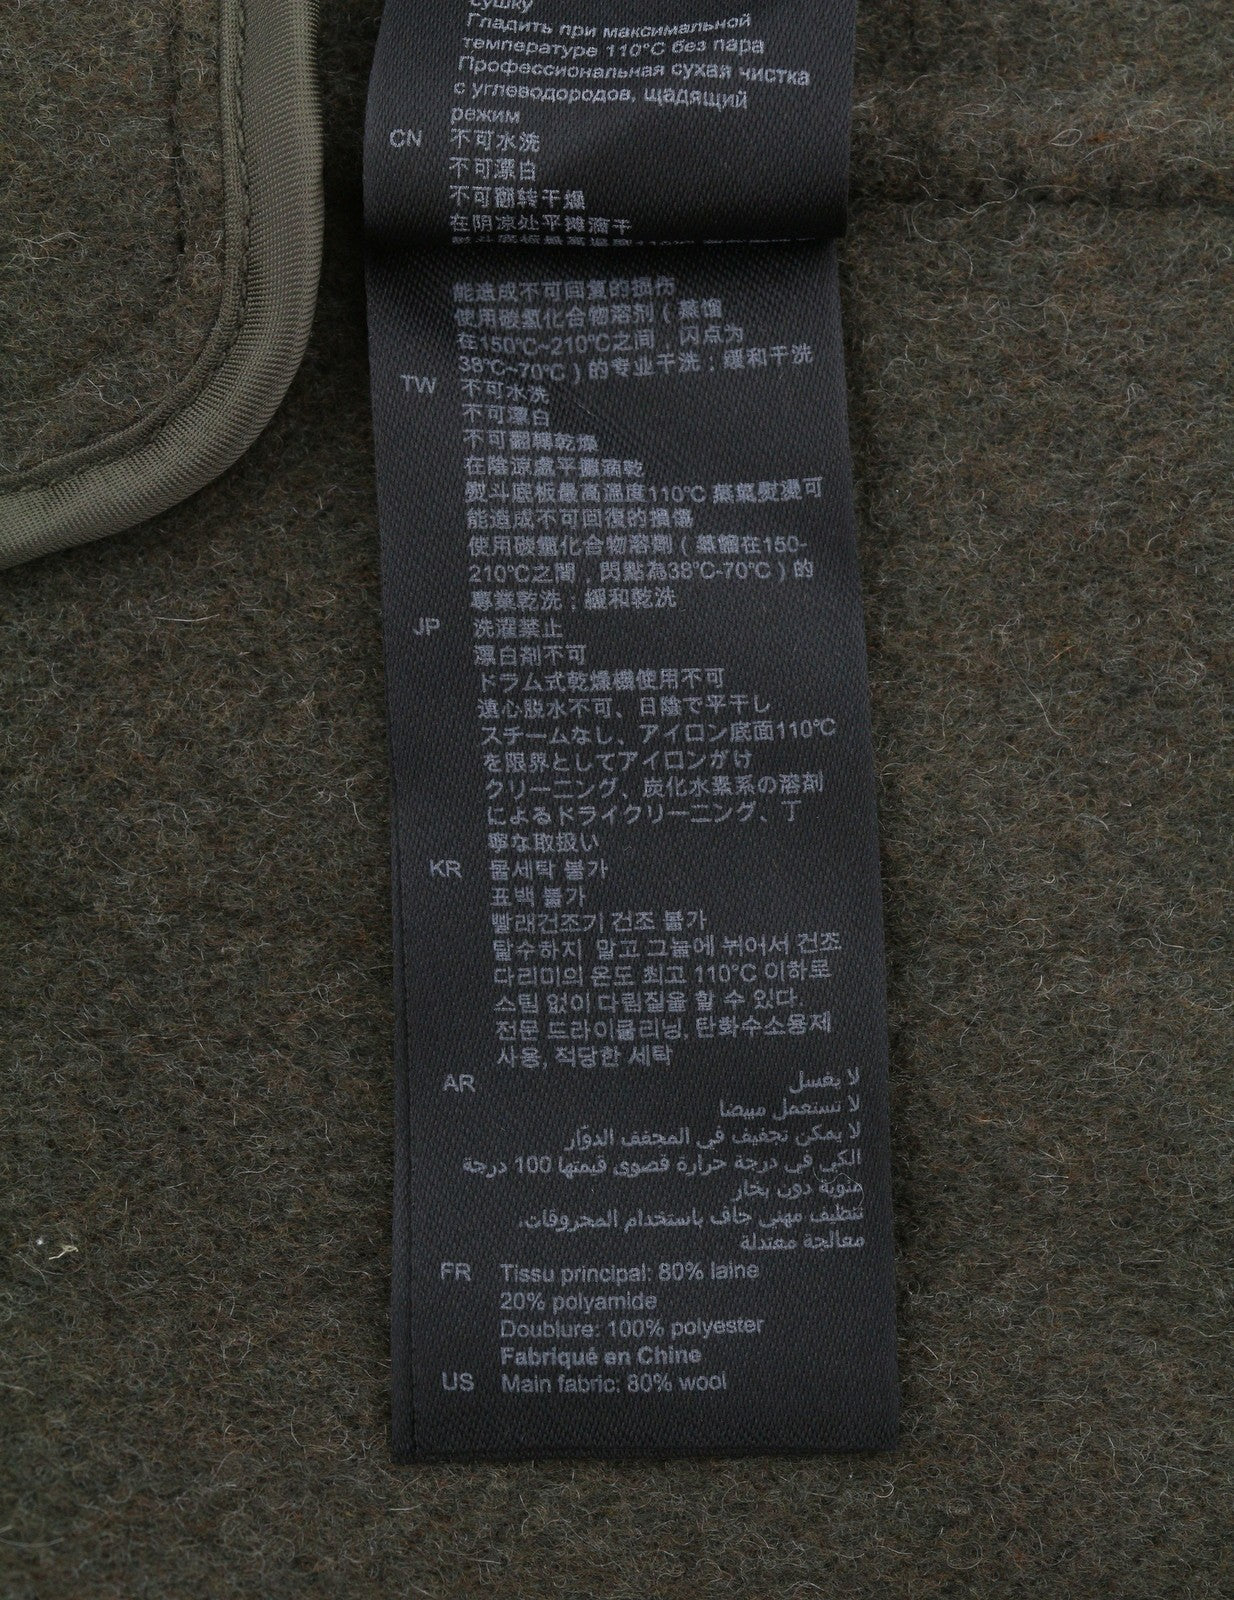 сушку
Гладить при максимальной
температуре 110°C без пара
Профессиональная сухая чистка
с углеводородов, щадящий
режим
CN 不可水洗
不可漂白
不可翻转干燥
在阴凉处平摊滴干
熨斗底板最高温度110℃
能造成不可回复的损伤
使用碳氢化合物溶剂 ( 蒸馏
在150℃~210℃之间 , 闪点为
38℃~70℃ ) 的专业干洗 ; 缓和干洗
TW 不可水洗
不可漂白
不可翻轉乾燥
在陰涼處平攤滴乾
熨斗底板最高溫度110℃ 蒸氣熨燙可
能造成不可回復的損傷
使用碳氫化合物溶劑 ( 蒸餾在150-
210℃之間 , 閃點為38℃-70℃ ) 的
專業乾洗 ; 緩和乾洗
JP 洗濯禁止
漂白剤不可
ドラム式乾燥機使用不可
遠心脱水不可、日陰で平干し
スチームなし、アイロン底面110℃
を限界としてアイロンがけ
クリーニング、炭化水素系の溶剤
によるドライクリーニング、丁
寧な取扱い
KR 물세탁 불가
표백 불가
빨래건조기 건조 불가
탈수하지 말고 그늘에 뉘어서 건조
다리미의 온도 최고 110°C 이하로
스팀 없이 다림질을 할 수 있다.
전문 드라이클리닝, 탄화수소용제
사용, 적당한 세탁
AR لا يغسل
لا تستعمل مبيضا
لا يمكن تجفيف في المجفف الدوّار
الكي في درجة حرارة قصوى قيمتها 100 درجة
مئوية دون بخار
تنظيف مهني جاف باستخدام المحروقات،
معالجة معتدلة
FR Tissu principal: 80% laine
20% polyamide
Doublure: 100% polyester
Fabriqué en Chine
US Main fabric: 80% wool